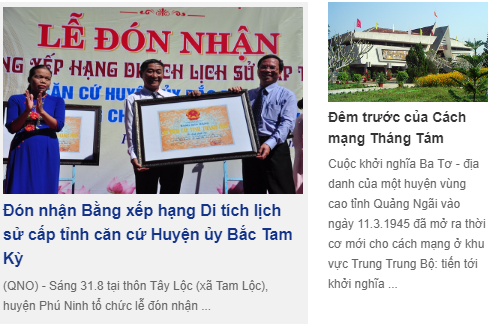 LỄ ĐÓN NHẬN
NG XẾP HẠNG DI TÍCH LỊCH SỬ CẤP T
ĂN CỨ HUYỆN ỦY BẮC
CH
Đón nhận Bằng xếp hạng Di tích lịch
sử cấp tỉnh căn cứ Huyện ủy Bắc Tam
Kỳ
(QNO) - Sáng 31.8 tại thôn Tây Lộc (xã Tam Lộc),
huyện Phú Ninh tổ chức lễ đón nhận ...
Đêm trước của Cách
mạng Tháng Tám
Cuộc khởi nghĩa Ba Tơ - địa
danh của một huyện vùng
cao tỉnh Quảng Ngãi vào
ngày 11.3.1945 đã mở ra thời
cơ mới cho cách mạng ở khu
vực Trung Trung Bộ: tiến tới
khởi nghĩa ...